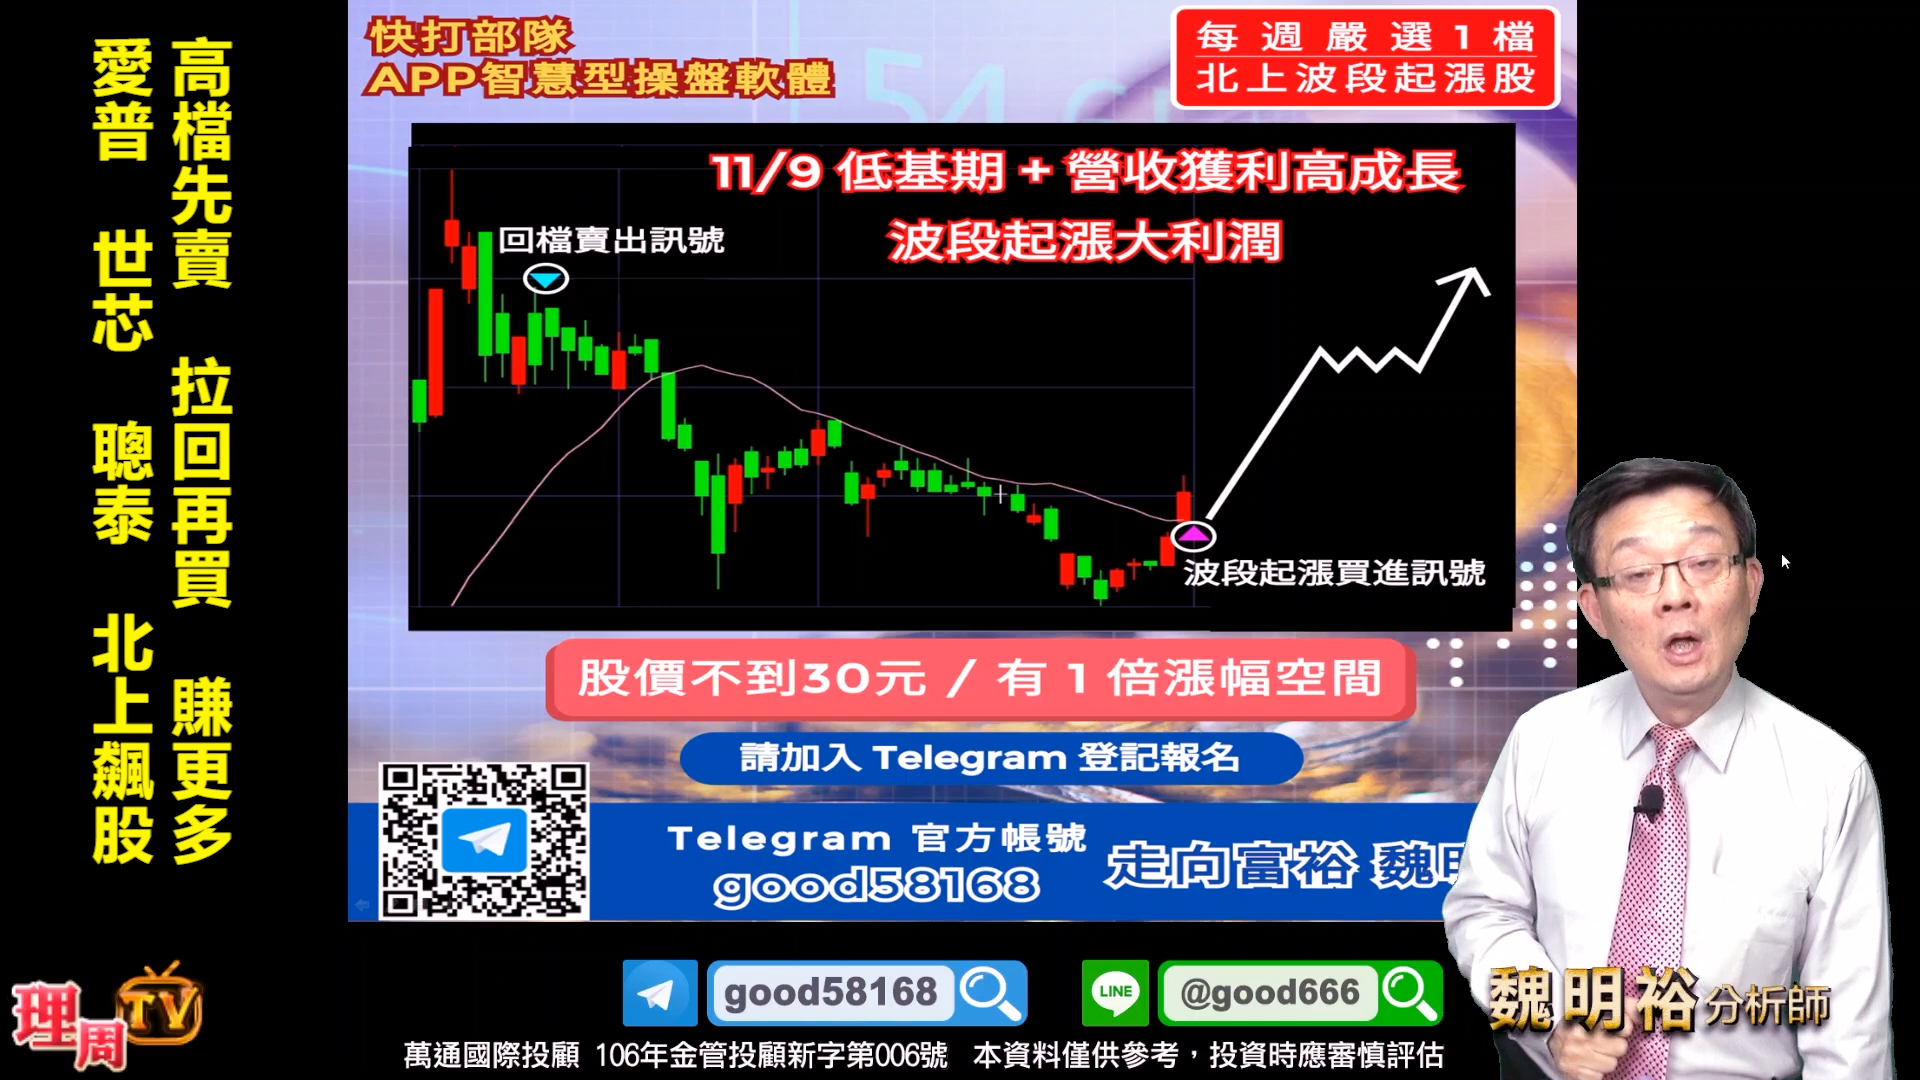 高檔先賣 拉回再買 賺更多
愛普 世芯 聰泰 北上飆股
快打部隊
APP智慧型操盤軟體
每週嚴選1檔
北上波段起漲股
11/9 低基期 + 營收獲利高成長
波段起漲大利潤
回檔賣出訊號
波段起漲買進訊號
股價不到30元 / 有 1 倍漲幅空間
請加入 Telegram 登記報名
Telegram 官方帳號
good58168
走向富裕 魏明
good58168
LINE
@good666
理周TV
魏明裕 分析師
萬通國際投顧 106年金管投顧新字第006號 本資料僅供參考，投資時應審慎評估